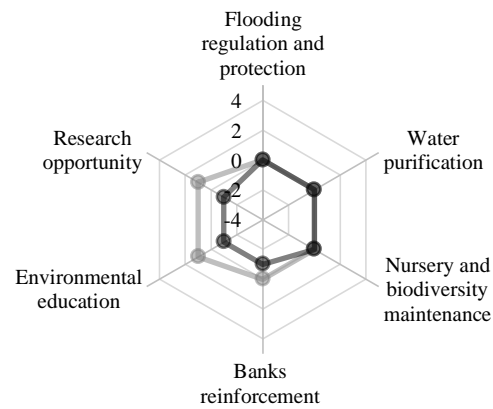 Flooding
regulation and
protection
4
2
0
-2
-4
Research
opportunity
Water
purification
Environmental
education
Nursery and
biodiversity
maintenance
Banks
reinforcement